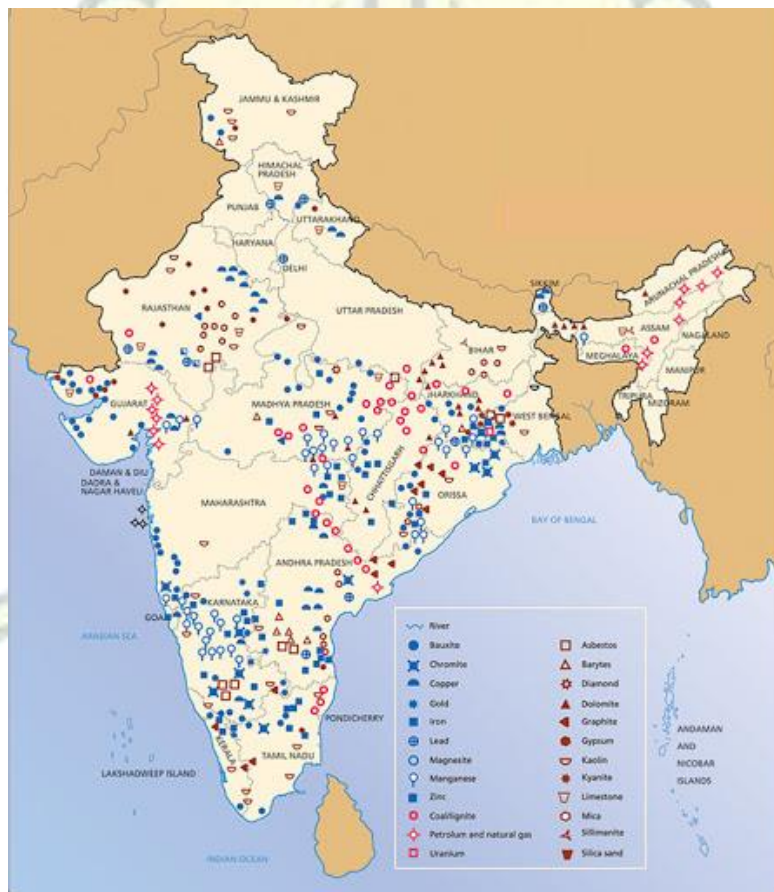 JAMMU & KASHMIR
HIMACHAL
PRADESH
PUNJAB
UTTARAKHAND
HARYANA
DELHI
ARUNACHAL PRADESH
SIKKIM
RAJASTHAN
UTTAR PRADESH
ASSAM
NAGALAND
BIHAR
MEGHALAYA
MANIPUR
TRIPURA
MIZORAM
GUJARAT
MADHYA PRADESH
JHARKHAND
WEST BENGAL
CHHATTISGARH
DAMAN & DIU
DADRA &
NAGAR HAVELI
MAHARASHTRA
ORISSA
BAY OF BENGAL
ANDHRA PRADESH
GOA
KARNATAKA
ARABIAN SEA
PONDICHERRY
KERALA
TAMIL NADU
LAKSHADWEEP ISLAND
ANDAMAN
AND
NICOBAR
ISLANDS
INDIAN OCEAN
River
Bauxite
Chromite
Copper
Gold
Iron
Lead
Magnesite
Manganese
Zinc
Coal/lignite
Petrolum and natural gas
Uranium
Asbestos
Barytes
Diamond
Dolomite
Graphite
Gypsum
Kaolin
Kyanite
Limestone
Mica
Sillimanite
Silica sand